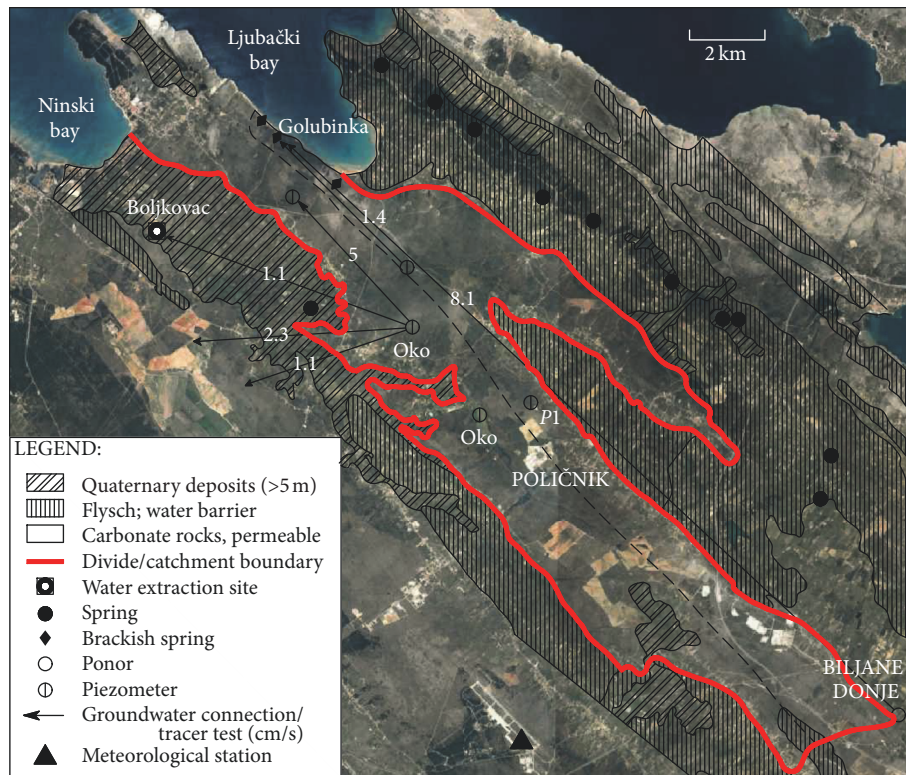 Ljubački
bay
2 km
Ninski
bay
Golubinka
Boljkovac
1.4
5
1.1
8.1
2.3
Oko
1.1
P1
Oko
POLIČNIK
BILJANE
DONJE
LEGEND:
Quaternary deposits (>5 m)
Flysch; water barrier
Carbonate rocks, permeable
Divide/catchment boundary
Water extraction site
Spring
Brackish spring
Ponor
Piezometer
Groundwater connection/
tracer test (cm/s)
Meteorological station